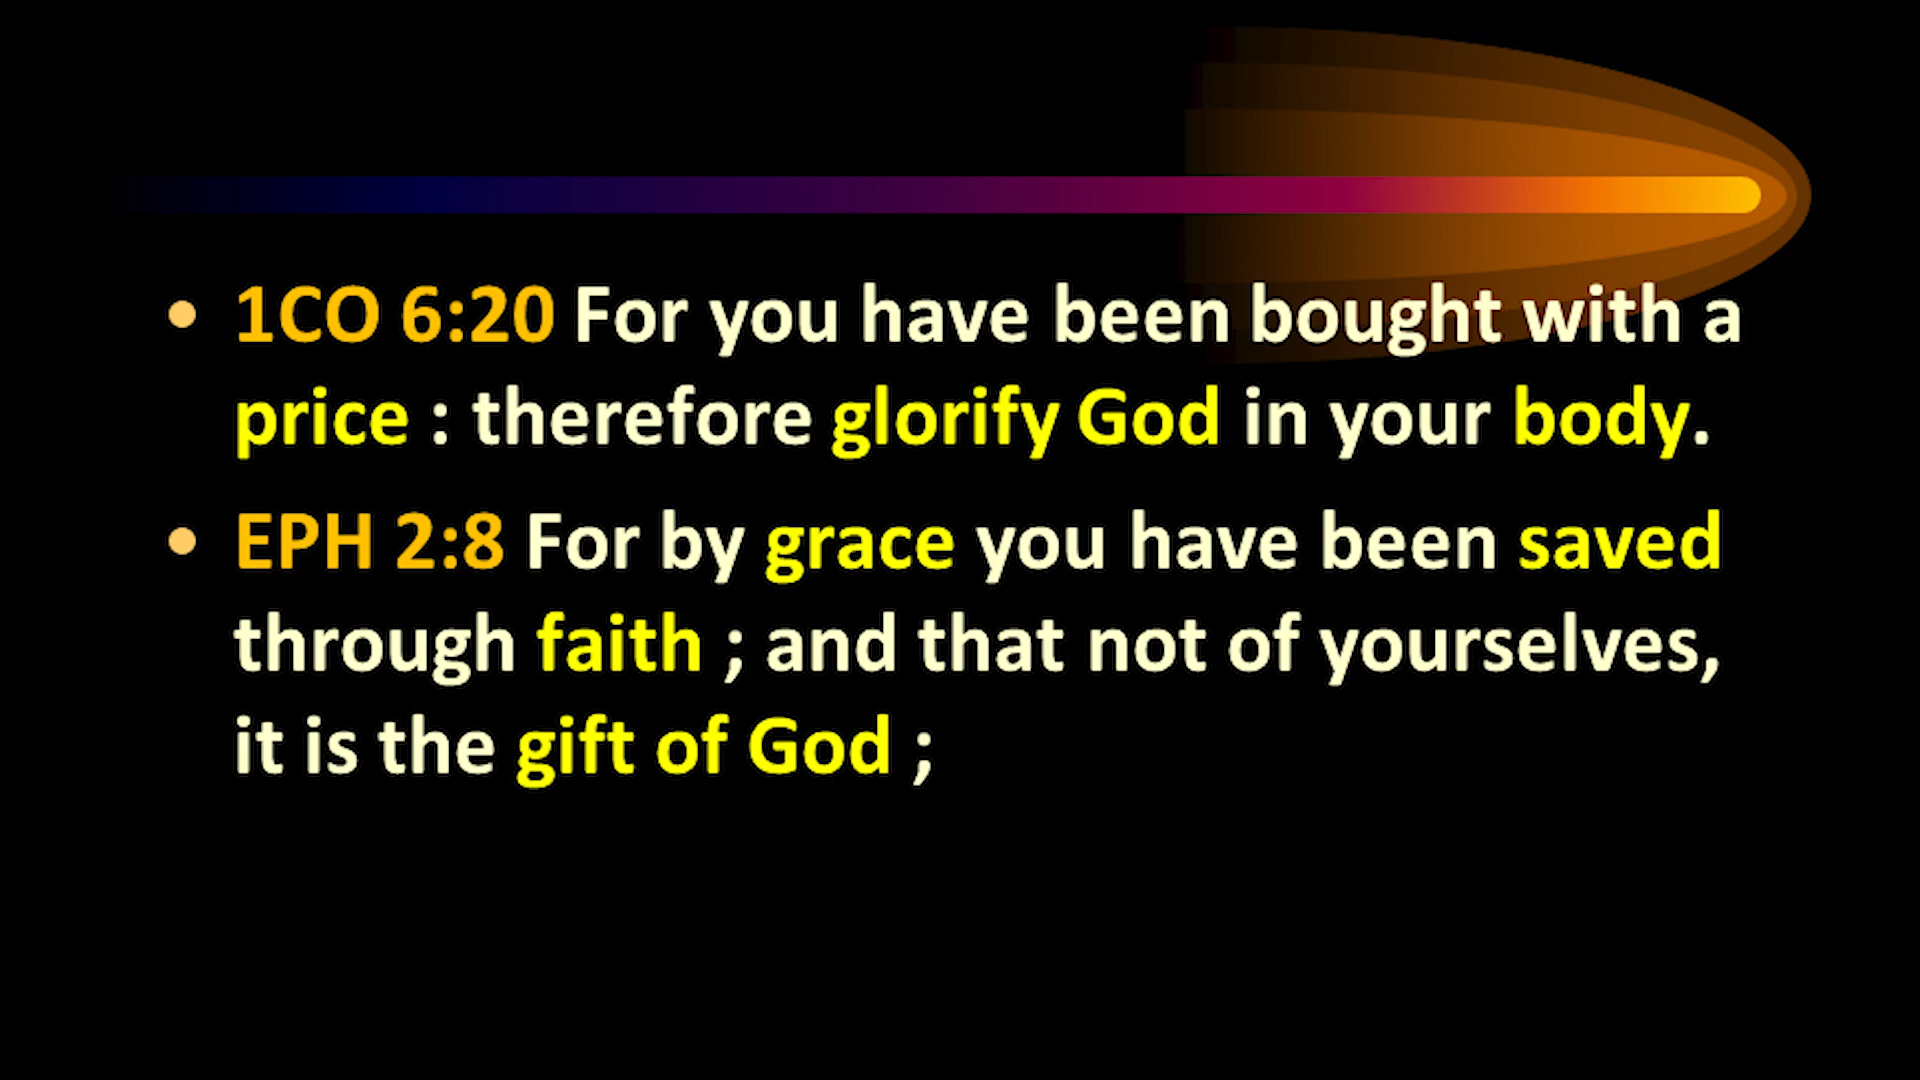 • 1CO 6:20 For you have been bought with a
price : therefore glorify God in your body.
• EPH 2:8 For by grace you have been saved
through faith ; and that not of yourselves,
it is the gift of God ;